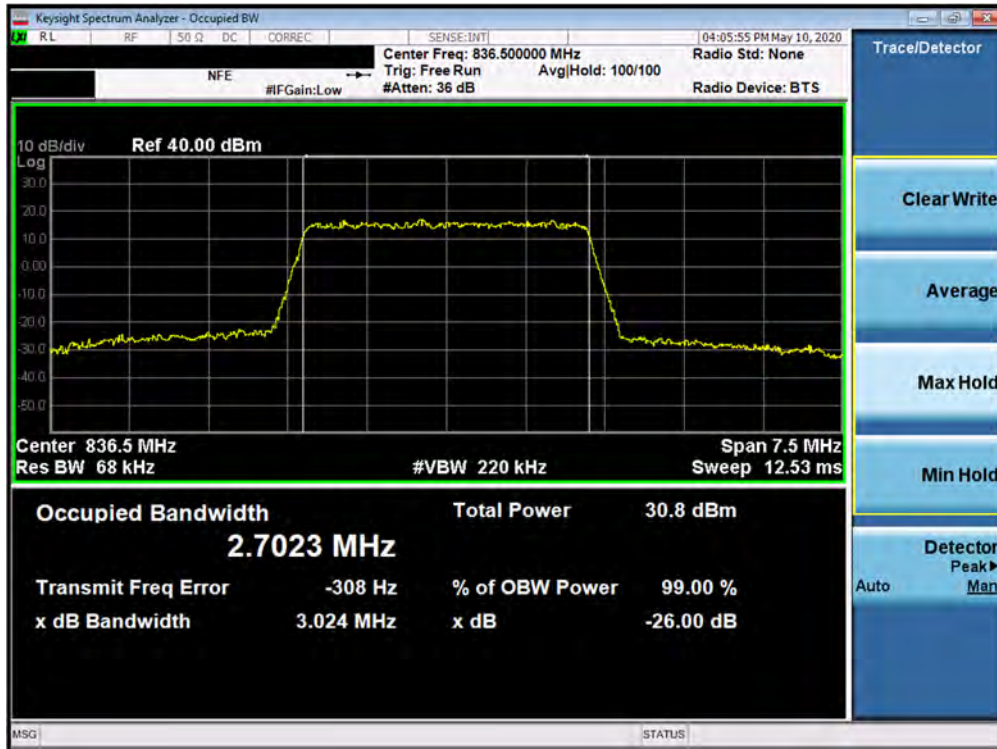 Keysight Spectrum Analyzer - Occupied BW
LXI RL RF 50 Ω DC CORREC SENSE:INT 04:05:55 PM May 10, 2020
Center Freq: 836.500000 MHz Radio Std: None
NFE Trig: Free Run Avg|Hold: 100/100
#IFGain:Low #Atten: 36 dB Radio Device: BTS
Trace/Detector
10 dB/div Ref 40.00 dBm
Log
30.0
20.0
10.0
0.00
-10.0
-20.0
-30.0
-40.0
-50.0
Center 836.5 MHz Span 7.5 MHz
Res BW 68 kHz #VBW 220 kHz Sweep 12.53 ms
Occupied Bandwidth Total Power 30.8 dBm
2.7023 MHz
Transmit Freq Error -308 Hz % of OBW Power 99.00 %
x dB Bandwidth 3.024 MHz x dB -26.00 dB
Clear Write
Average
Max Hold
Min Hold
Detector
Peak▶
Auto Man
MSG STATUS